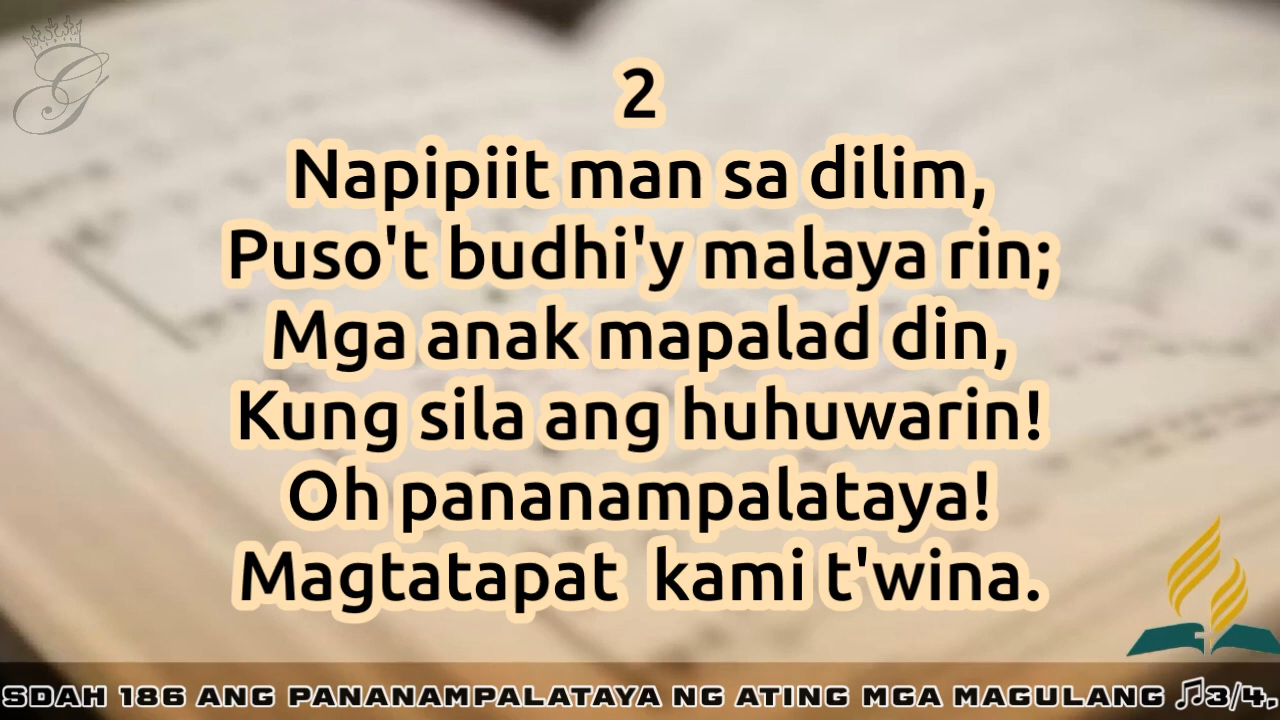 G
2
Napipiit man sa dilim,
Puso't budhi'y malaya rin;
Mga anak mapalad din,
Kung sila ang huhuwarin!
Oh pananampalataya!
Magtatapat  kami t'wina.
SDAH 186 ANG PANANAMPALATAYA NG ATING MGA MAGULANG ♫3/4,